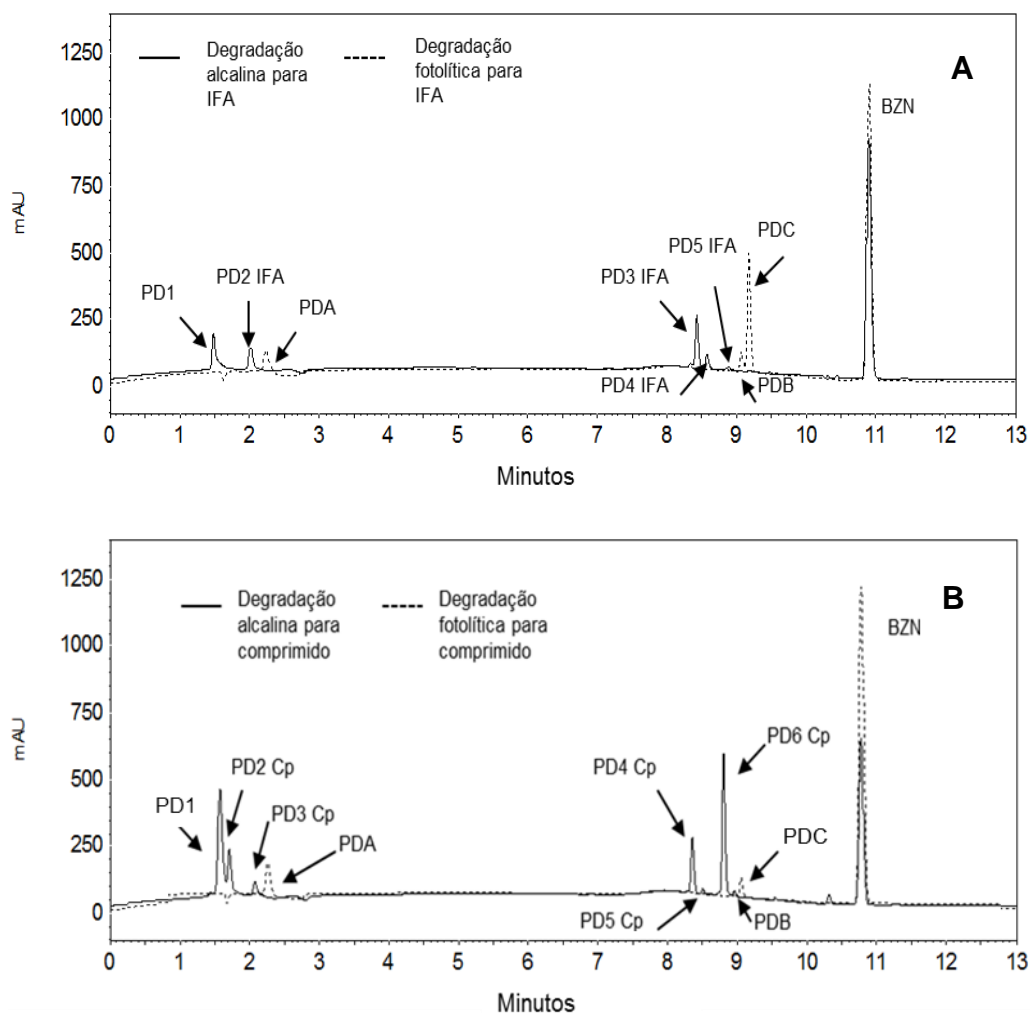 A
Degradação
alcalina para
IFA
Degradação
fotolítica para
IFA
BZN
PDC
PD5 IFA
PD3 IFA
PD2 IFA
PD1
PDA
PD4 IFA
PDB
mAU
1250
1000
750
500
250
0
0 1 2 3 4 5 6 7 8 9 10 11 12 13
Minutos
B
Degradação
alcalina para
comprimido
Degradação
fotolítica para
comprimido
BZN
PD6 Cp
PD4 Cp
PD2 Cp
PD1
PD3 Cp
PDA
PDC
PD5 Cp
PDB
mAU
1250
1000
750
500
250
0
0 1 2 3 4 5 6 7 8 9 10 11 12 13
Minutos